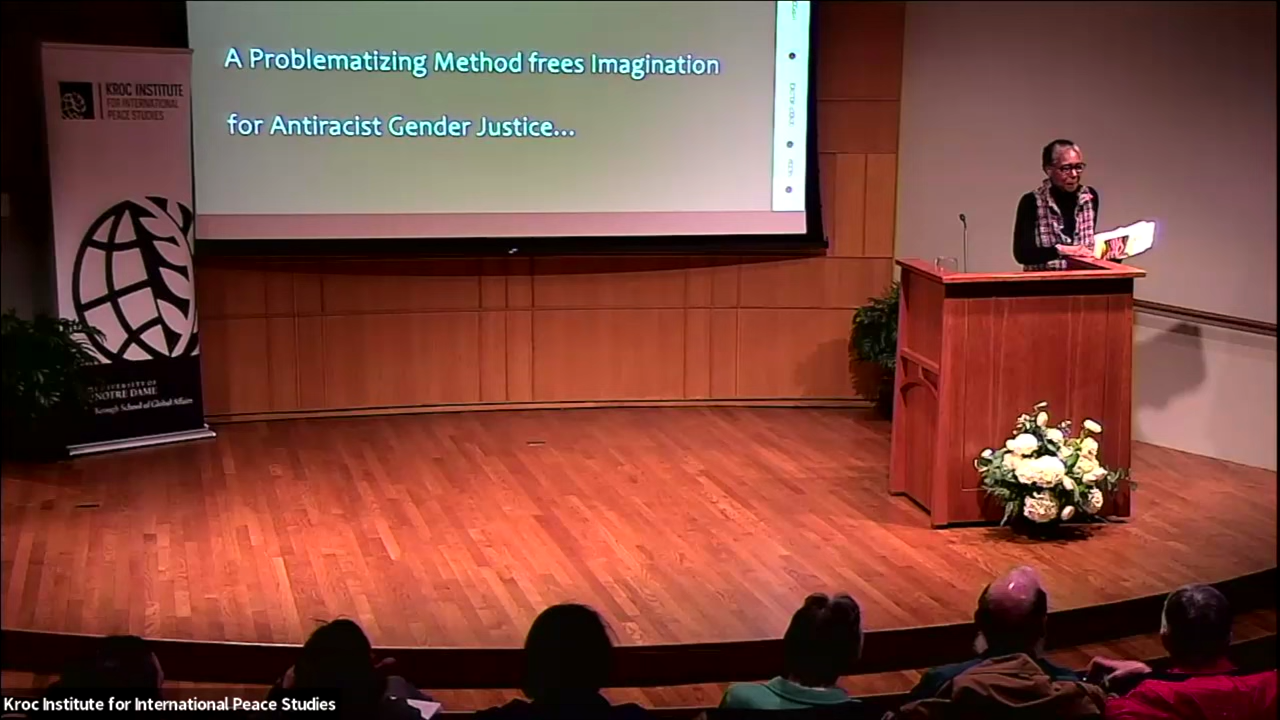 A Problematizing Method frees Imagination
for Antiracist Gender Justice...
KROC INSTITUTE
FOR INTERNATIONAL
PEACE STUDIES
UNIVERSITY OF
NOTRE DAME
Keough School of Global Affairs
Kroc Institute for International Peace Studies